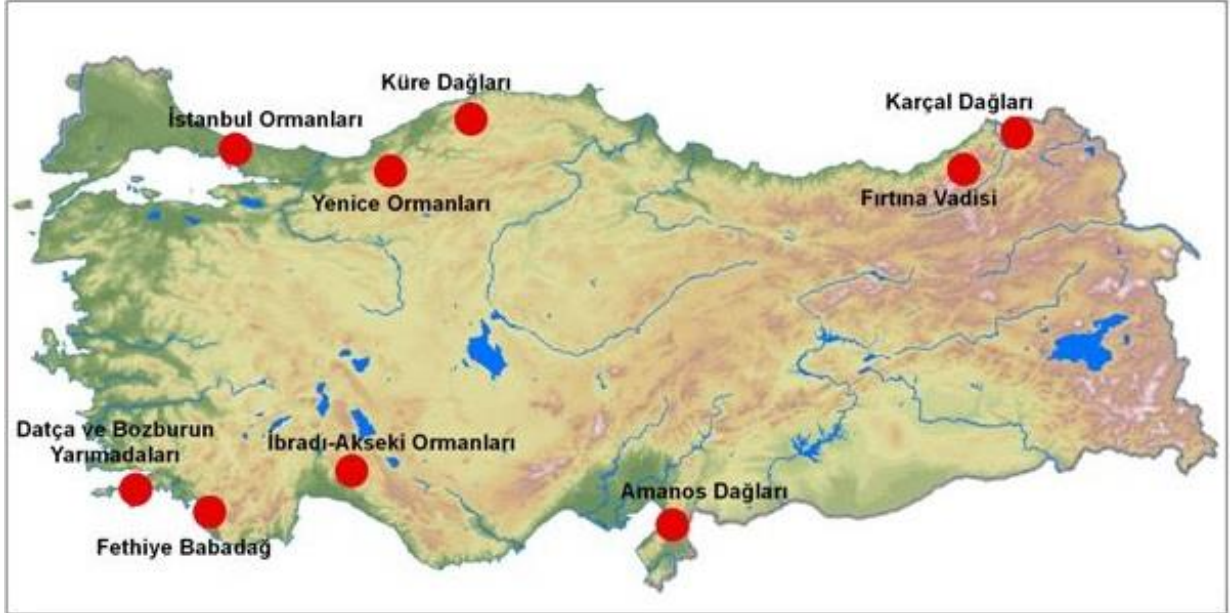 Küre Dağları
Karçal Dağları
İstanbul Ormanları
Yenice Ormanları
Fırtına Vadisi
Datça ve Bozburun
Yarımadaları
İbradı-Akseki Ormanları
Amanos Dağları
Fethiye Babadağ